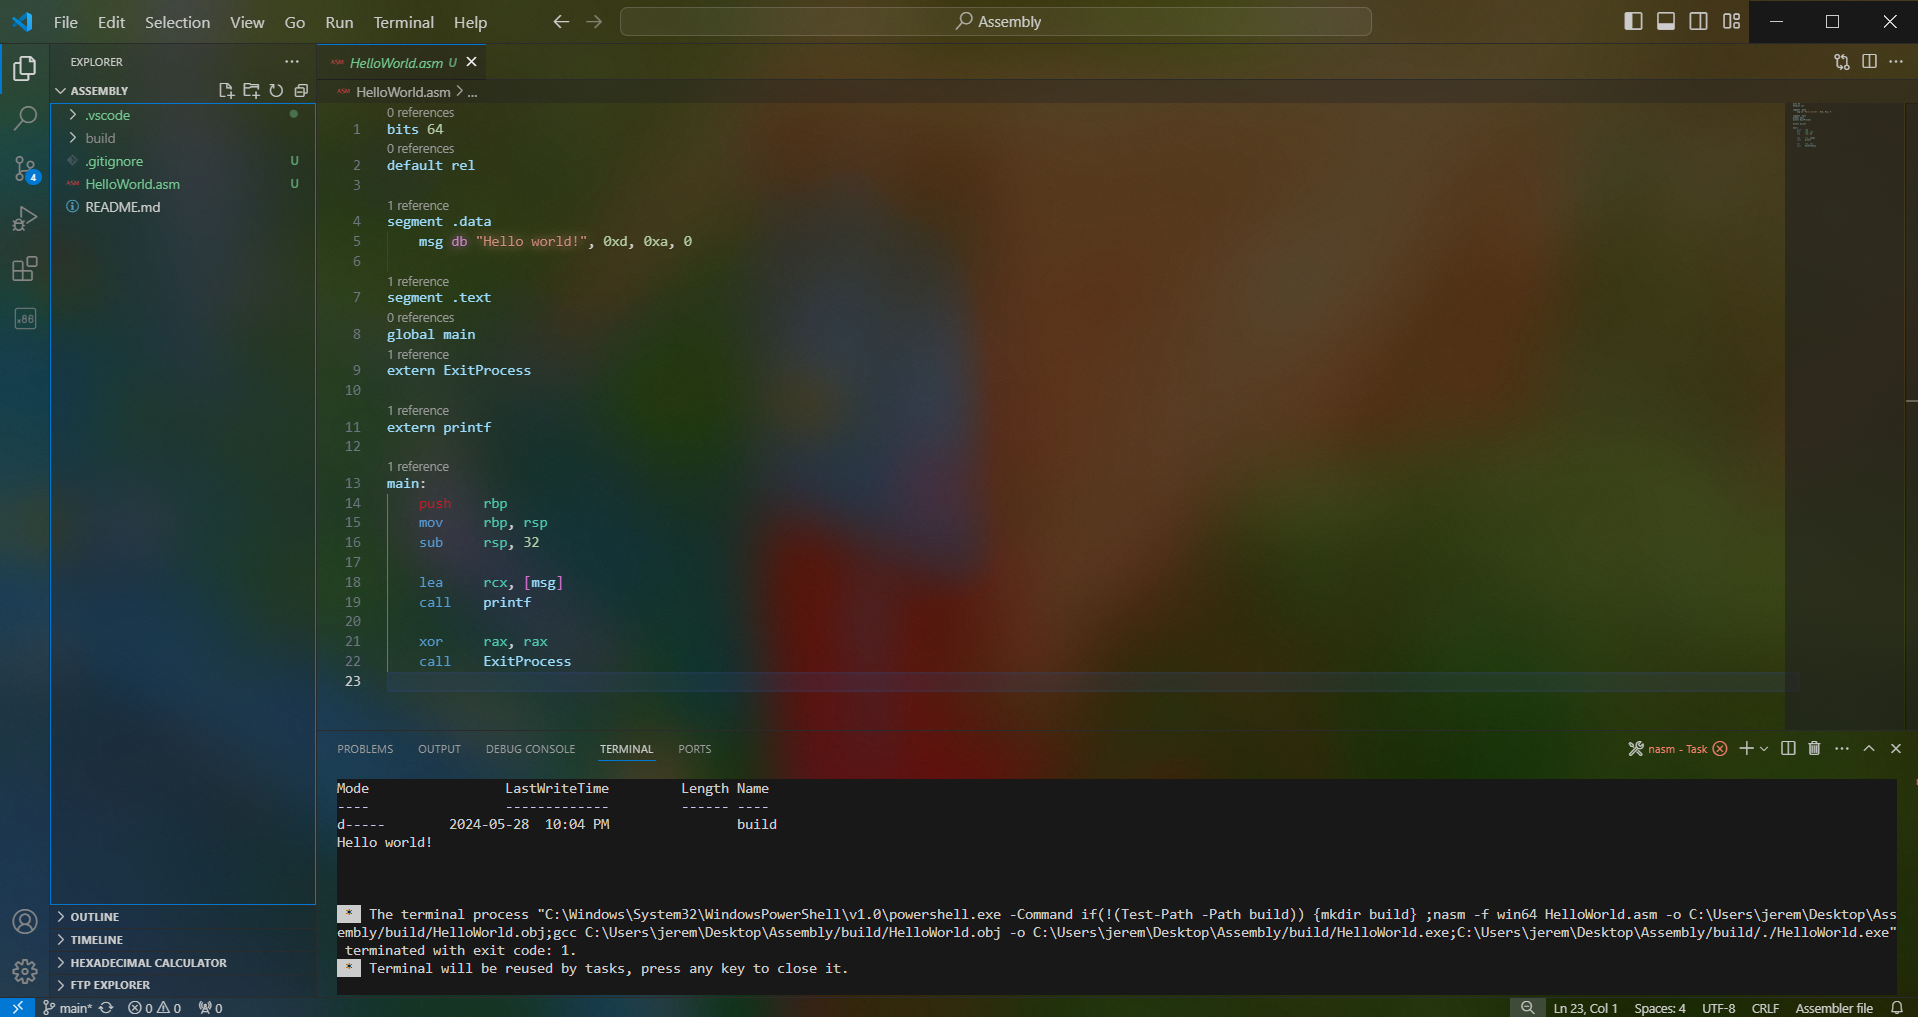 File Edit Selection View Go Run Terminal Help
Assembly
EXPLORER
ASSEMBLY
.vscode
build
.gitignore U
HelloWorld.asm U
README.md
OUTLINE
TIMELINE
HEXADECIMAL CALCULATOR
FTP EXPLORER
4
x86
ASM HelloWorld.asm U
ASM HelloWorld.asm > ...
0 references
1 bits 64
0 references
2 default rel
3
1 reference
4 segment .data
5 msg db "Hello world!", 0xd, 0xa, 0
6
1 reference
7 segment .text
0 references
8 global main
1 reference
9 extern ExitProcess
10
1 reference
11 extern printf
12
1 reference
13 main:
14 push rbp
15 mov rbp, rsp
16 sub rsp, 32
17
18 lea rcx, [msg]
19 call printf
20
21 xor rax, rax
22 call ExitProcess
23
PROBLEMS OUTPUT DEBUG CONSOLE TERMINAL PORTS
nasm - Task
Mode LastWriteTime Length Name
---- ------------- ------ ----
d----- 2024-05-28 10:04 PM build
Hello world!
* The terminal process "C:\Windows\System32\WindowsPowerShell\v1.0\powershell.exe -Command if(!(Test-Path -Path build)) {mkdir build} ;nasm -f win64 HelloWorld.asm -o C:\Users\jerem\Desktop\Ass
embly/build/HelloWorld.obj;gcc C:\Users\jerem\Desktop\Assembly/build/HelloWorld.obj -o C:\Users\jerem\Desktop\Assembly/build/HelloWorld.exe;C:\Users\jerem\Desktop\Assembly/build/./HelloWorld.exe"
terminated with exit code: 1.
* Terminal will be reused by tasks, press any key to close it.
main* 0 0 0
Ln 23, Col 1 Spaces: 4 UTF-8 CRLF Assembler file